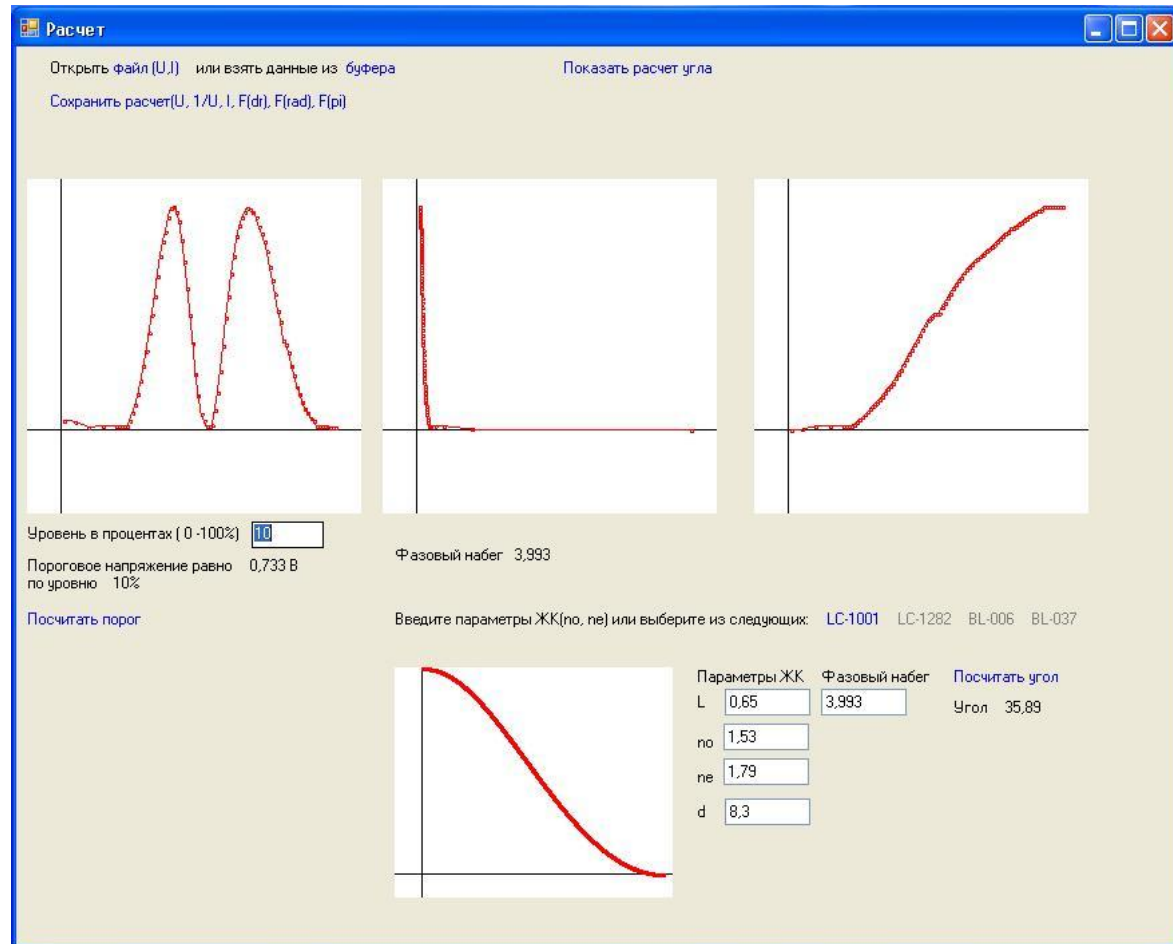 Расчет
Открыть файл (U,I) или взять данные из буфера Показать расчет угла
Сохранить расчет(U, 1/U, I, F(dr), F(rad), F(pi)
Уровень в процентах ( 0 -100%) 10
Фазовый набег 3,993
Пороговое напряжение равно 0,733 В
по уровню 10%
Посчитать порог
Введите параметры ЖК(no, ne) или выберите из следующих: LC-1001 LC-1282 BL-006 BL-037
Параметры ЖК Фазовый набег Посчитать угол
L 0,65 3,993 Угол 35,89
no 1,53
ne 1,79
d 8,3